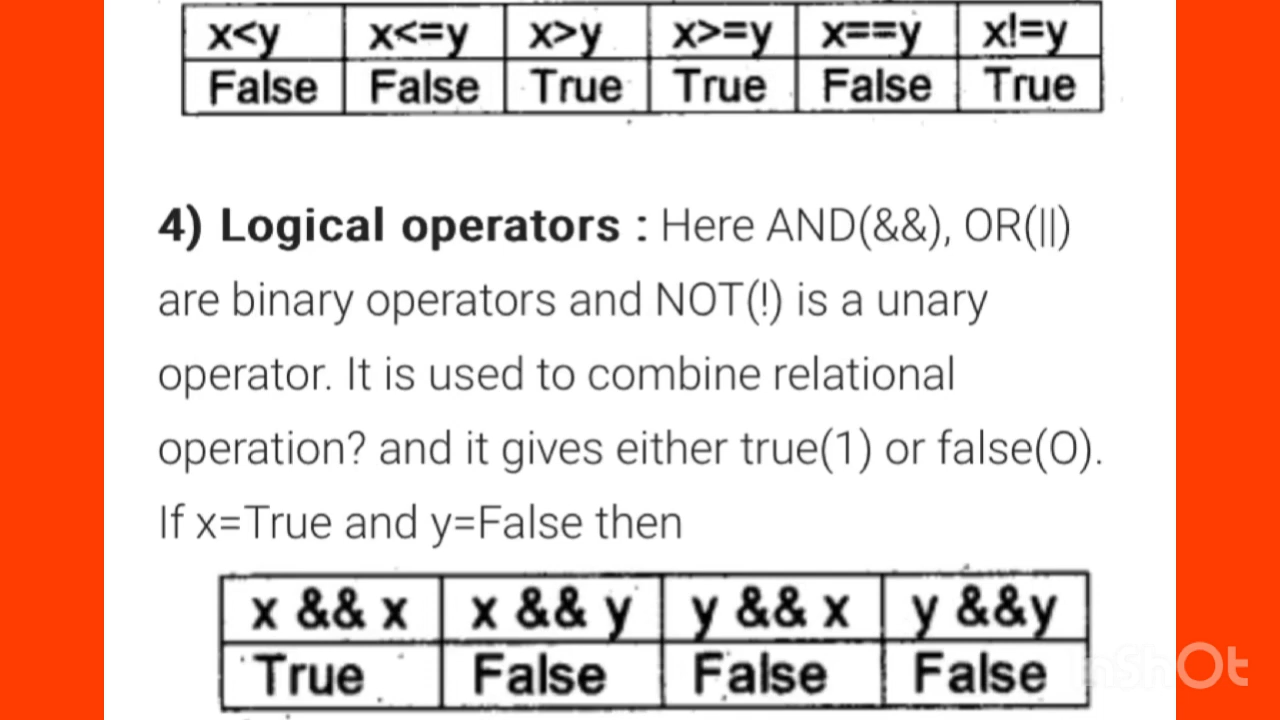 x<y x<=y x>y x>=y x==y x!=y
False False True True False True
4) Logical operators : Here AND(&&), OR(||)
are binary operators and NOT(!) is a unary
operator. It is used to combine relational
operation? and it gives either true(1) or false(O).
If x=True and y=False then
x && x x && y y && x y &&y
True False False False
InShOt